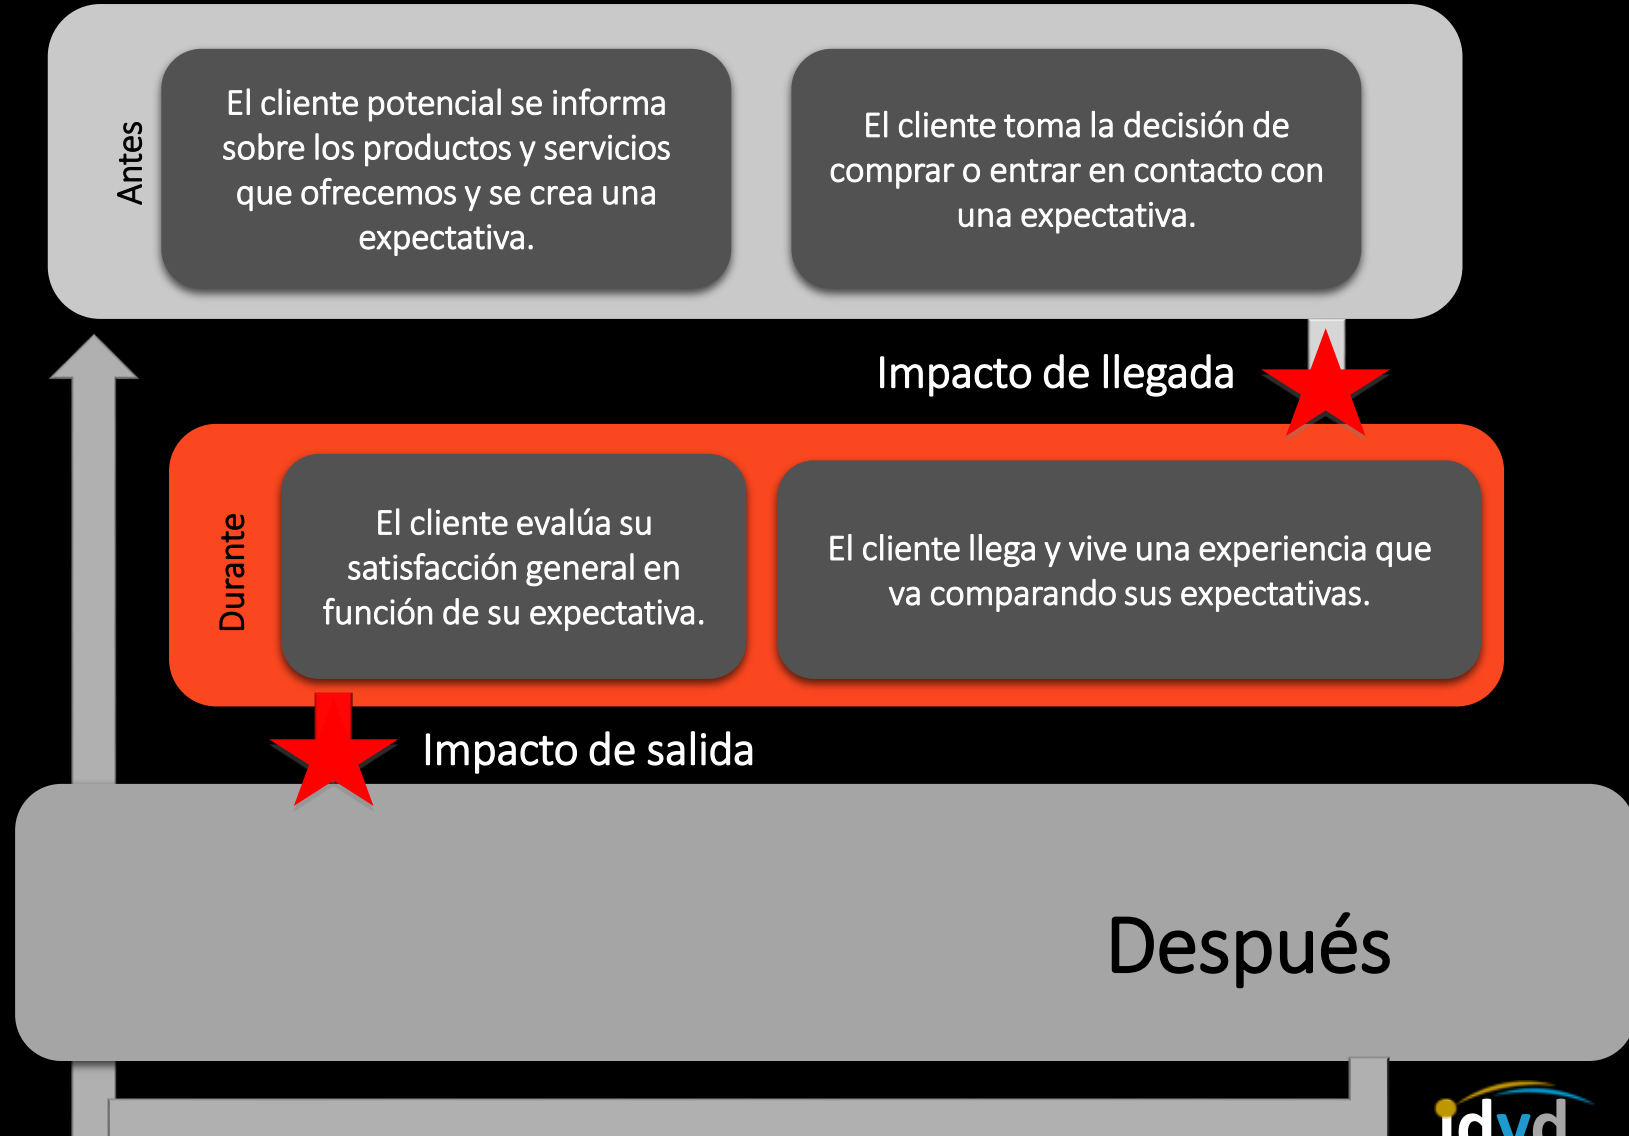 Antes
El cliente potencial se informa
sobre los productos y servicios
que ofrecemos y se crea una
expectativa.
El cliente toma la decisión de
comprar o entrar en contacto con
una expectativa.
Impacto de llegada
Durante
El cliente evalúa su
satisfacción general en
función de su expectativa.
El cliente llega y vive una experiencia que
va comparando sus expectativas.
Impacto de salida
Después
idyd